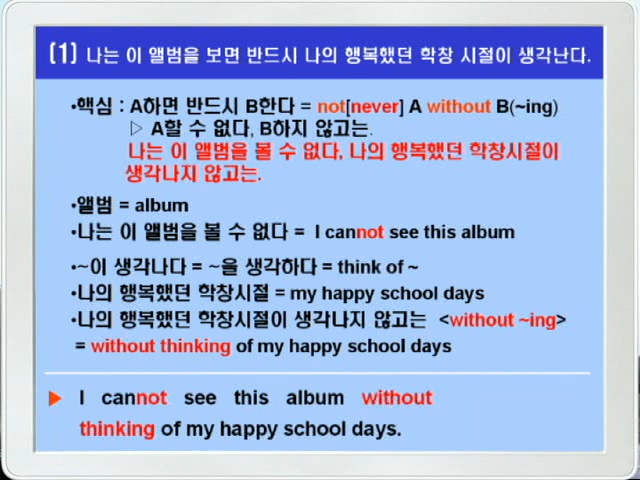 (1) 나는 이 앨범을 보면 반드시 나의 행복했던 학창 시절이 생각난다.
•핵심 : A하면 반드시 B한다 = not[never] A without B(~ing)
▷ A할 수 없다, B하지 않고는.
나는 이 앨범을 볼 수 없다, 나의 행복했던 학창시절이
생각나지 않고는.
•앨범 = album
•나는 이 앨범을 볼 수 없다 = I cannot see this album
•~이 생각나다 = ~을 생각하다 = think of ~
•나의 행복했던 학창시절 = my happy school days
•나의 행복했던 학창시절이 생각나지 않고는 <without ~ing>
= without thinking of my happy school days
▶ I cannot see this album without
thinking of my happy school days.